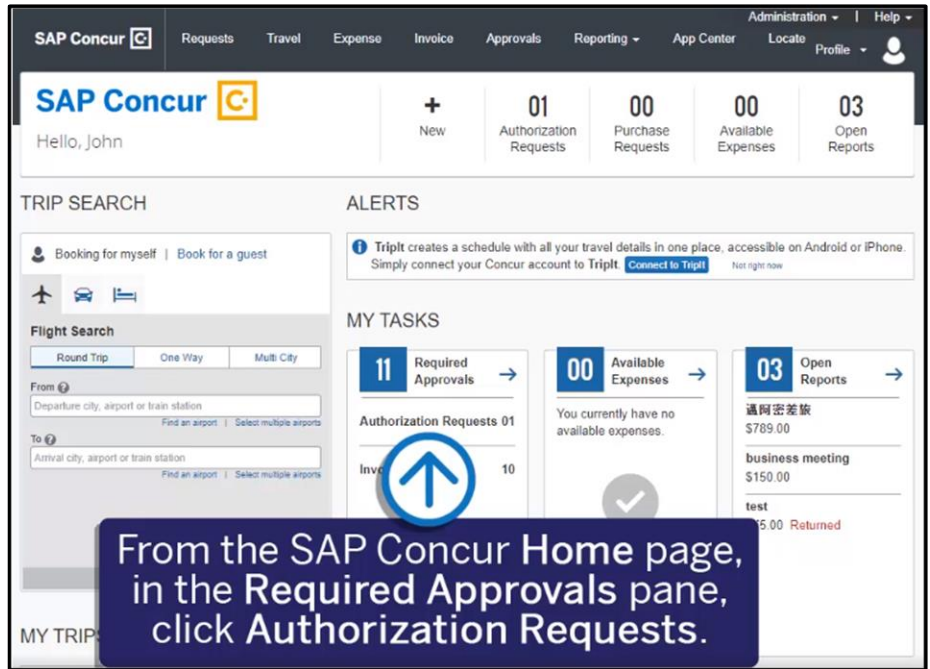 Administration | Help
SAP Concur C Requests Travel Expense Invoice Approvals Reporting App Center Locate
Profile
SAP Concur C
Hello, John
+
New
01
Authorization
Requests
00
Purchase
Requests
00
Available
Expenses
03
Open
Reports
TRIP SEARCH
Booking for myself | Book for a guest
Flight Search
Round Trip One Way Multi City
From ?
Departure city, airport or train station
Find an airport | Select multiple airports
To ?
Arrival city, airport or train station
Find an airport | Select multiple airports
MY TRIPS
ALERTS
TripIt creates a schedule with all your travel details in one place, accessible on Android or iPhone.
Simply connect your Concur account to TripIt. Connect to TripIt Not right now
MY TASKS
11 Required
Approvals
Authorization Requests 01
10
00 Available
Expenses
You currently have no
available expenses.
03 Open
Reports
差旅
$789.00
business meeting
$150.00
test
Returned
From the SAP Concur Home page,
in the Required Approvals pane,
click Authorization Requests.